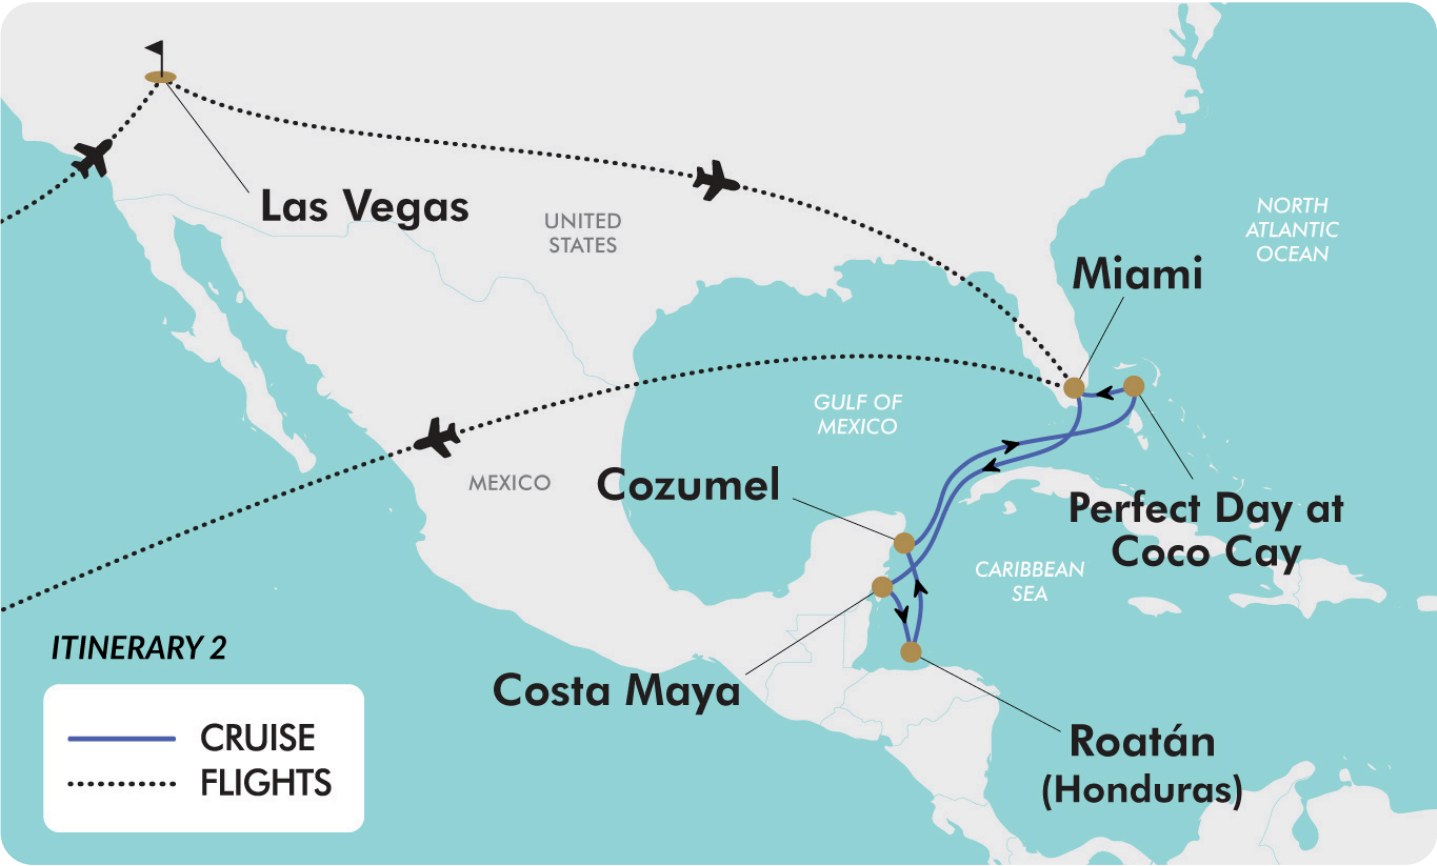 Las Vegas
UNITED
STATES
NORTH
ATLANTIC
OCEAN
Miami
GULF OF
MEXICO
MEXICO
Cozumel
Perfect Day at
Coco Cay
CARIBBEAN
SEA
ITINERARY 2
Costa Maya
CRUISE
FLIGHTS
Roatán
(Honduras)